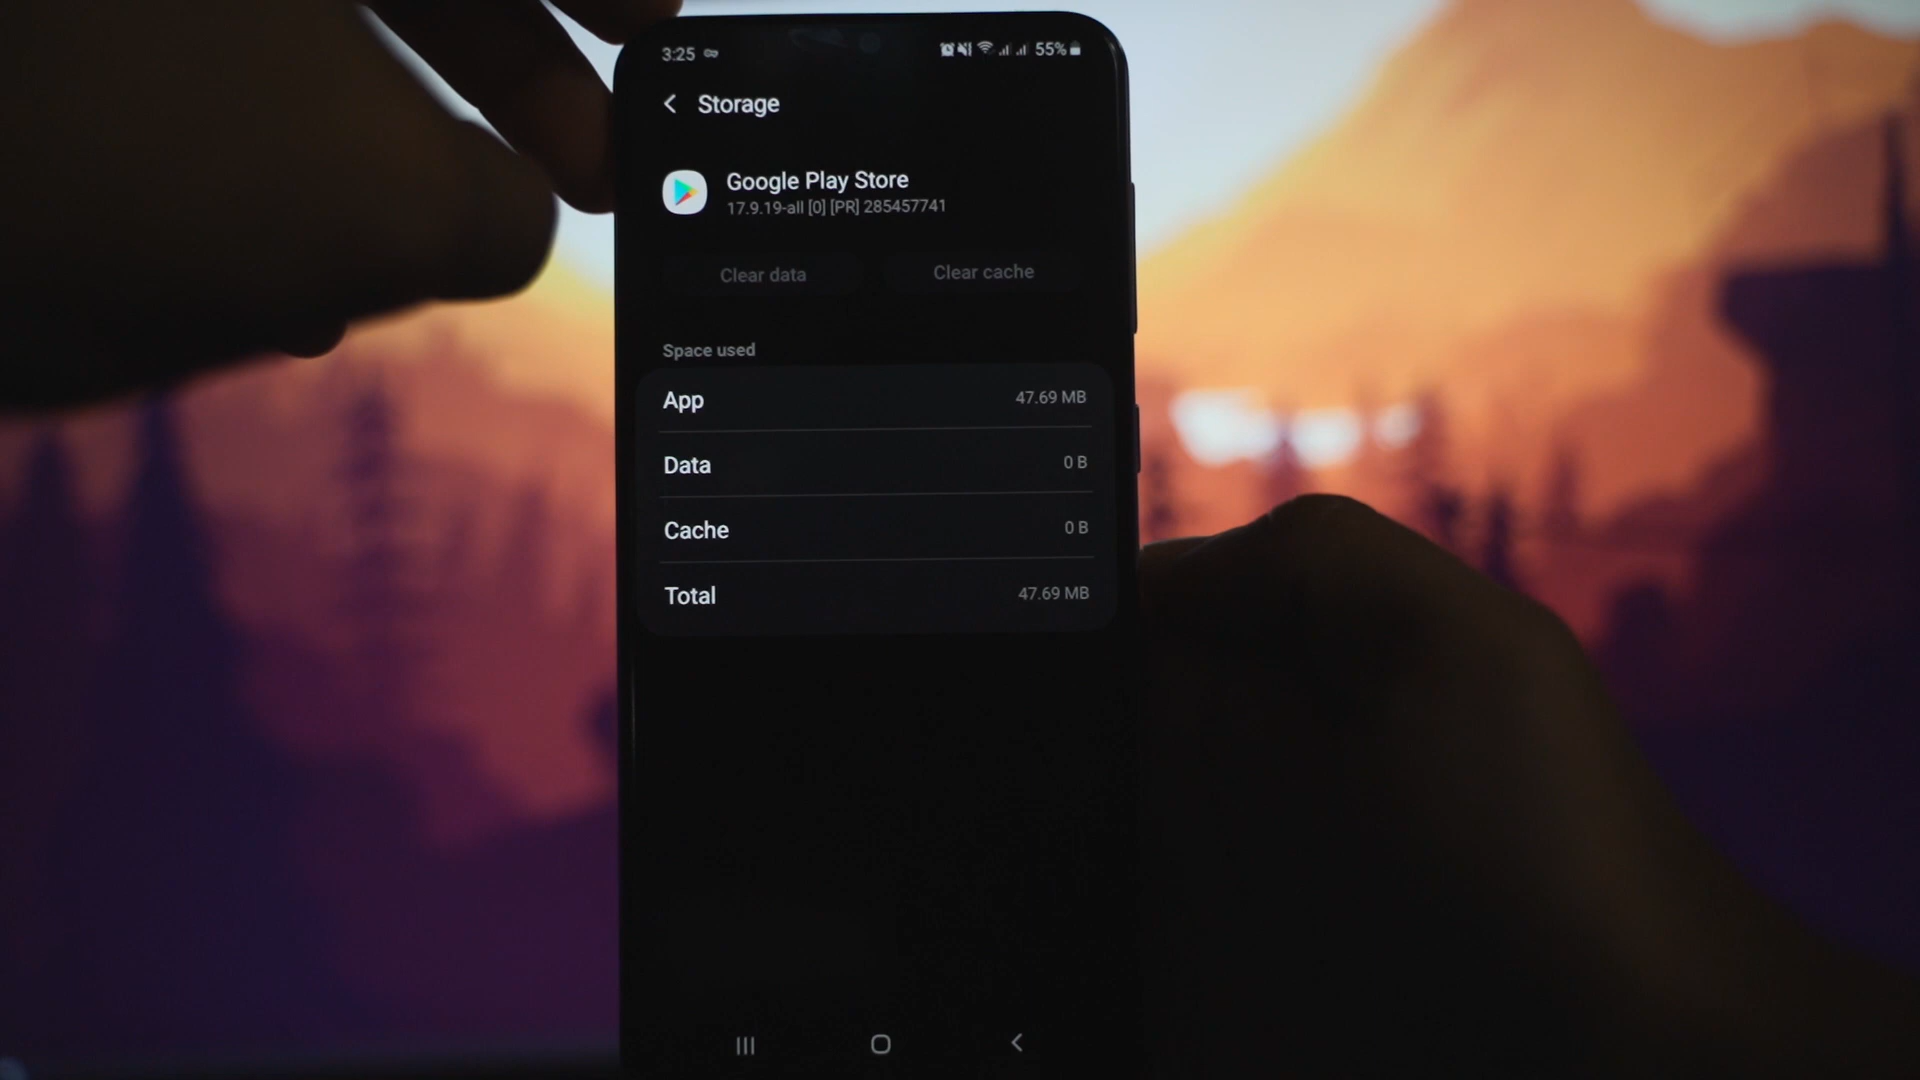 3:25 55%
Storage
Google Play Store
17.9.19-all [0] [PR] 285457741
Clear data Clear cache
Space used
App 47.69 MB
Data 0 B
Cache 0 B
Total 47.69 MB